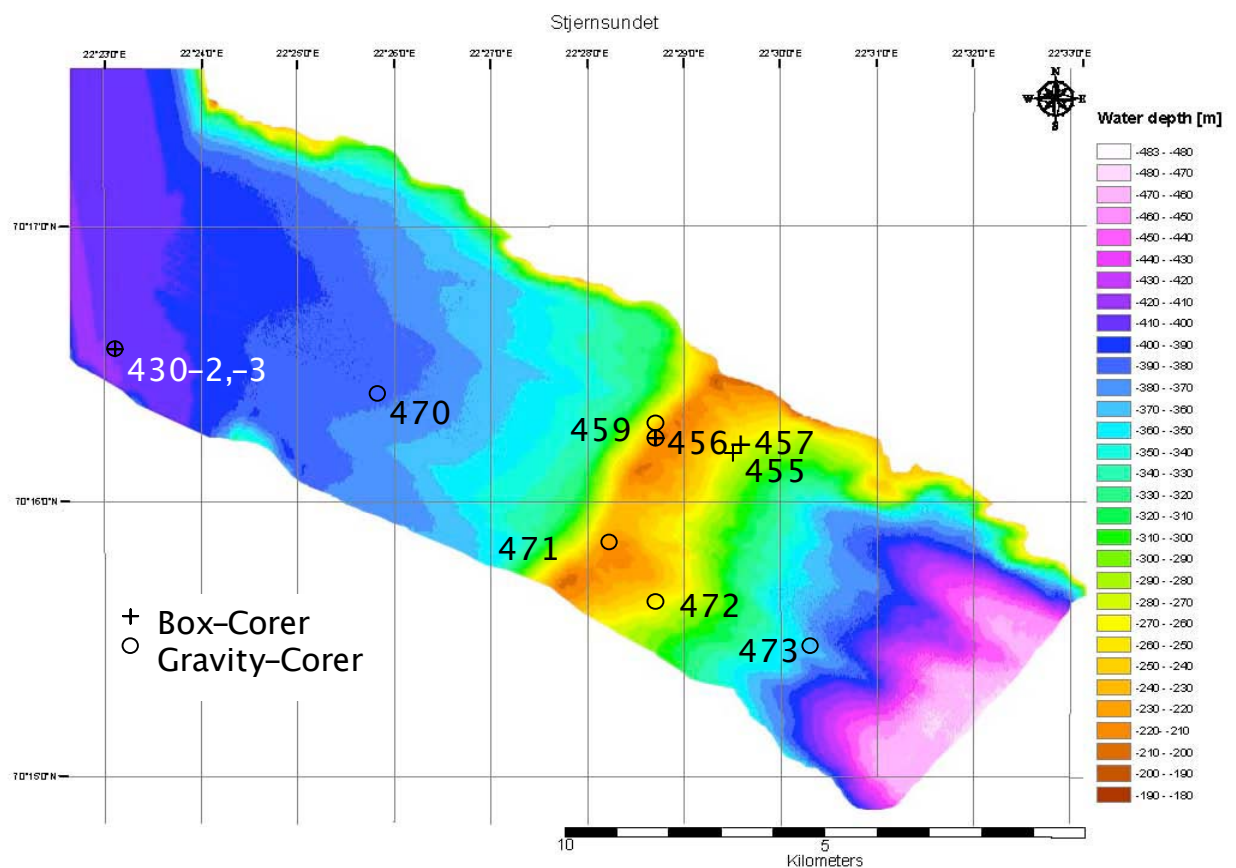 Stjernsundet
22°23'0"E 22°24'0"E 22°25'0"E 22°26'0"E 22°27'0"E 22°28'0"E 22°29'0"E 22°30'0"E 22°31'0"E 22°32'0"E 22°33'0"E
N
W E
S
Water depth [m]
-483 - -480
-480 - -470
-470 - -460
-460 - -450
-450 - -440
-440 - -430
-430 - -420
-420 - -410
-410 - -400
-400 - -390
-390 - -380
-380 - -370
-370 - -360
-360 - -350
-350 - -340
-340 - -330
-330 - -320
-320 - -310
-310 - -300
-300 - -290
-290 - -280
-280 - -270
-270 - -260
-260 - -250
-250 - -240
-240 - -230
-230 - -220
-220 - -210
-210 - -200
-200 - -190
-190 - -180
70°17'0"N
430-2,-3
470
459
456
457
455
70°16'0"N
471
472
473
Box-Corer
Gravity-Corer
70°15'0"N
10 5
Kilometers